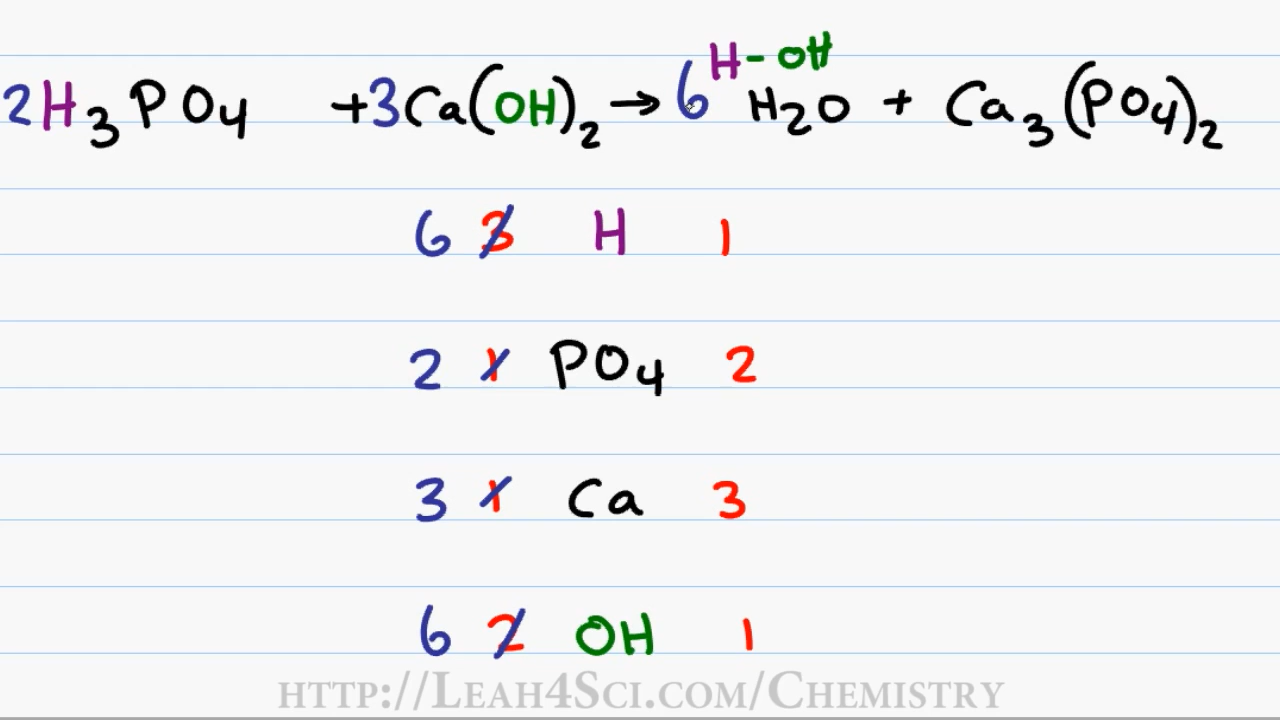 H - OH
2H₃PO₄ + 3Ca(OH)₂ → 6 H₂O + Ca₃(PO₄)₂
6 3 H 1
2 1 PO₄ 2
3 1 Ca 3
6 2 OH 1
HTTP://LEAH4SCI.COM/CHEMISTRY